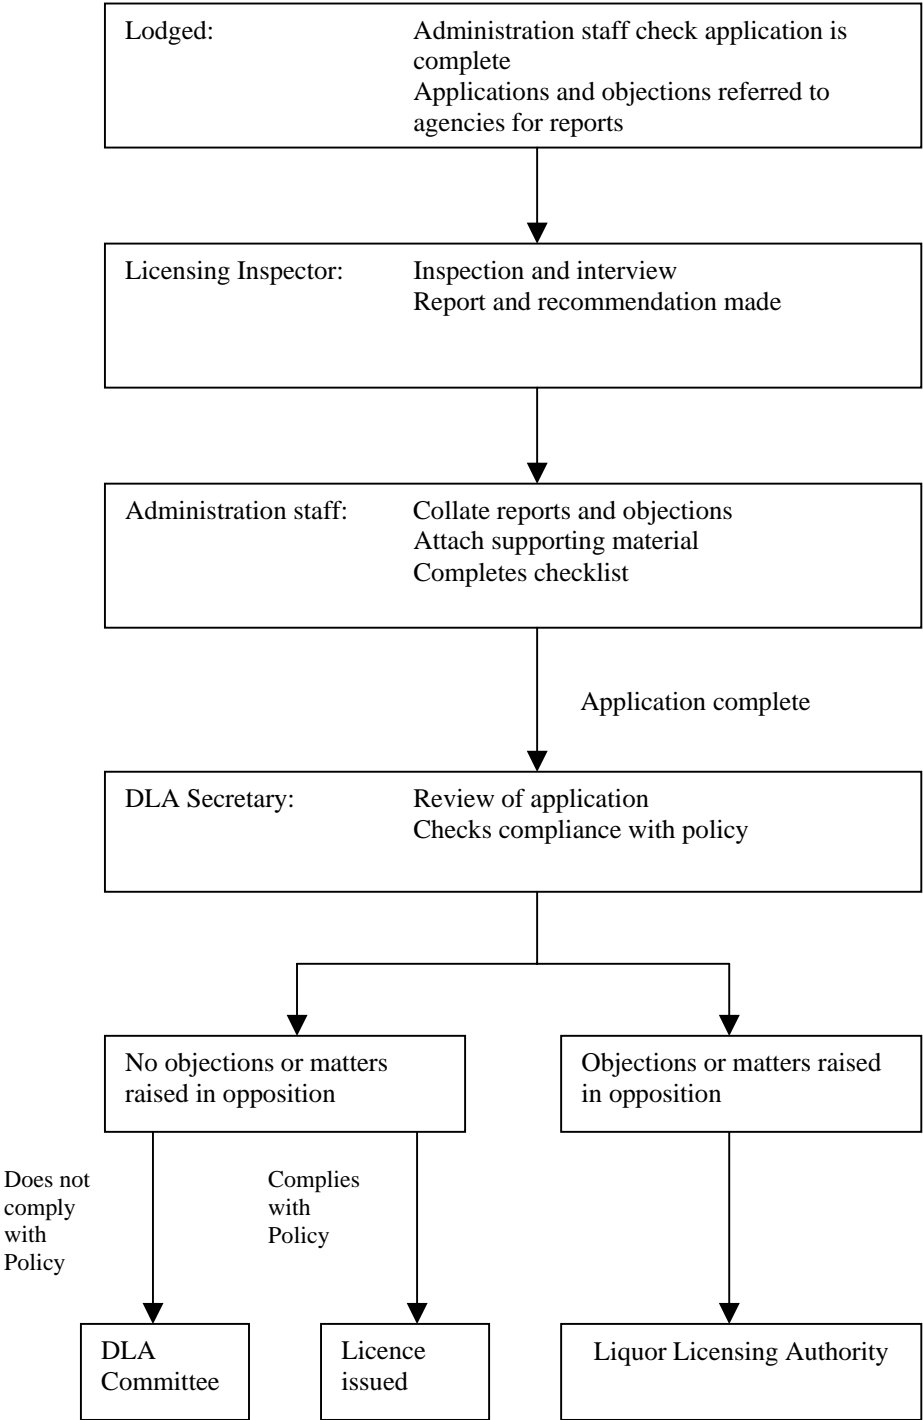 Lodged: Administration staff check application is
complete
Applications and objections referred to
agencies for reports
Licensing Inspector: Inspection and interview
Report and recommendation made
Administration staff: Collate reports and objections
Attach supporting material
Completes checklist
Application complete
DLA Secretary: Review of application
Checks compliance with policy
No objections or matters
raised in opposition
Objections or matters raised
in opposition
Does not
comply
with
Policy
Complies
with
Policy
DLA
Committee
Licence
issued
Liquor Licensing Authority